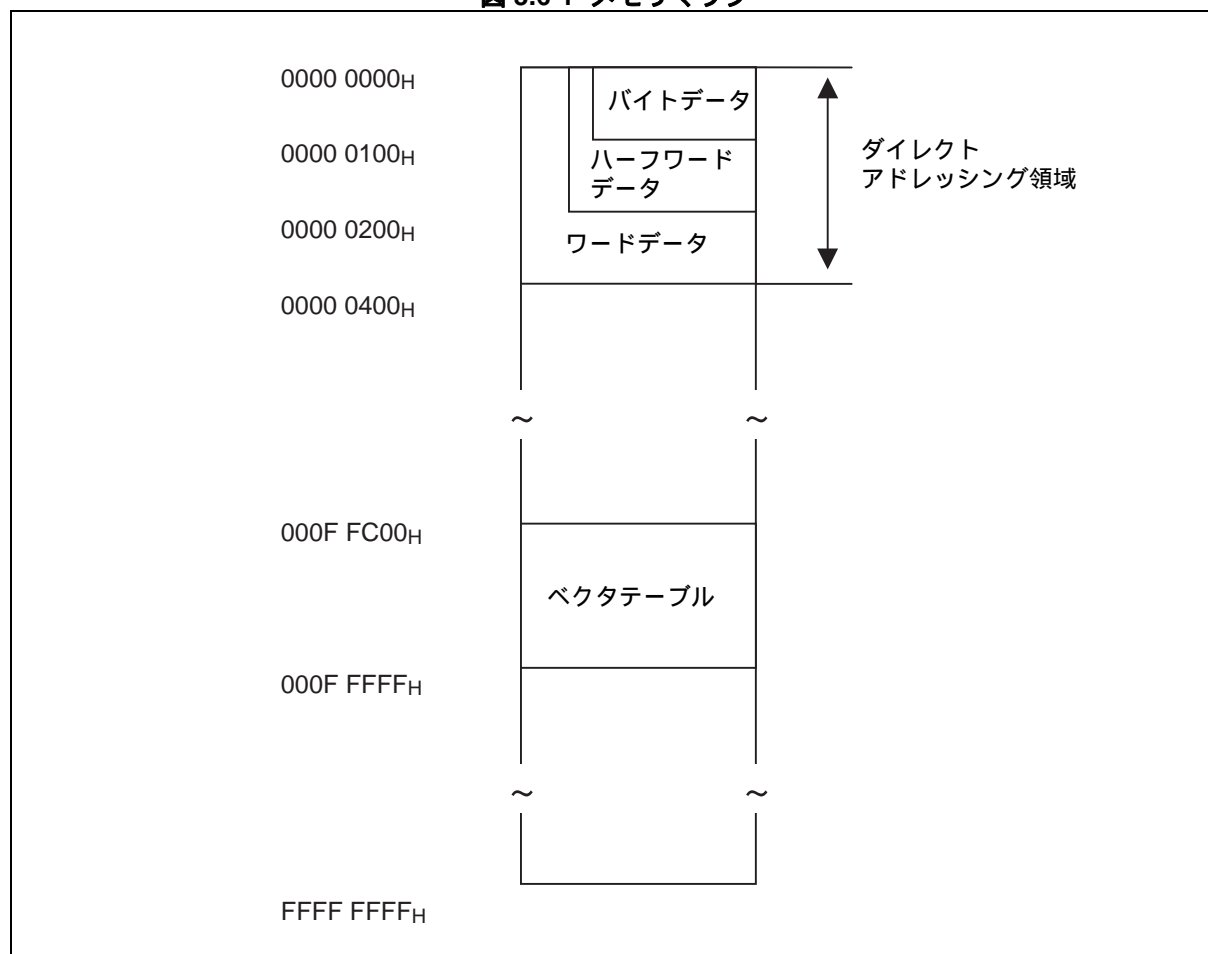 0000 0000H
バイトデータ
0000 0100H
ハーフワード
データ
ダイレクト
アドレッシング領域
0000 0200H
ワードデータ
0000 0400H
～ ～
000F FC00H
ベクタテーブル
000F FFFFH
～ ～
FFFF FFFFH